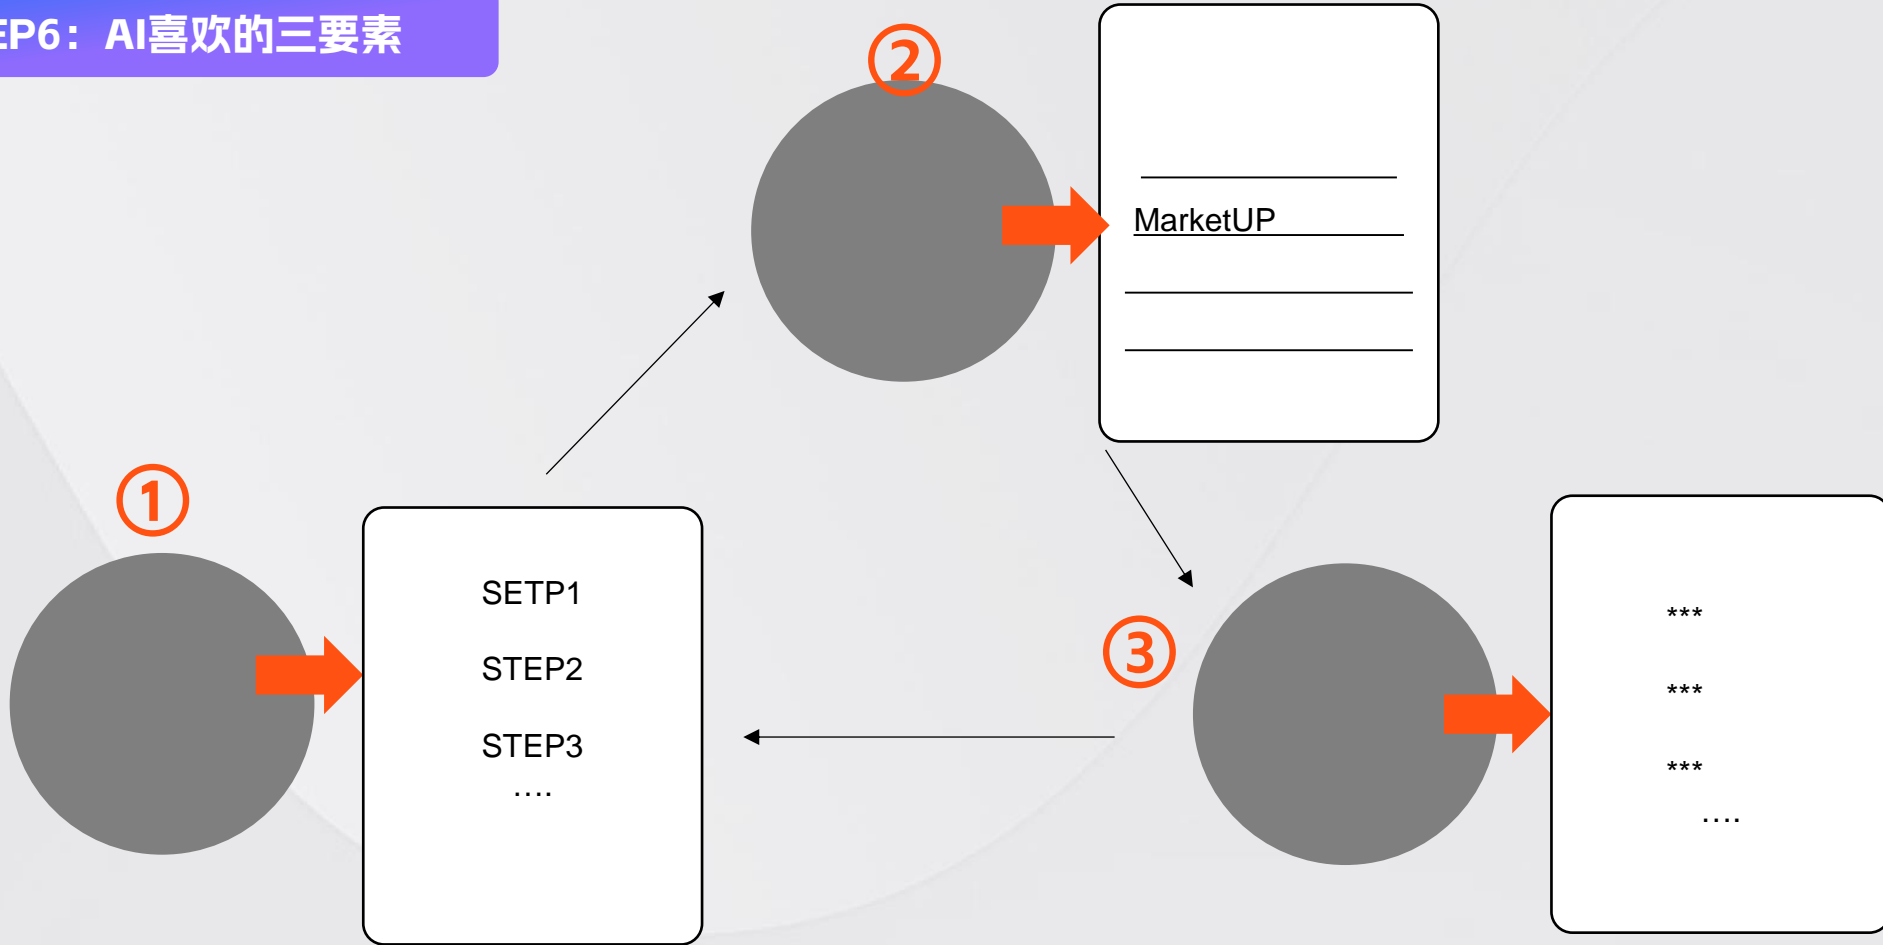 EP6：AI喜欢的三要素
②
MarketUP
①
SETP1
STEP2
STEP3
....
③
***
***
***
....